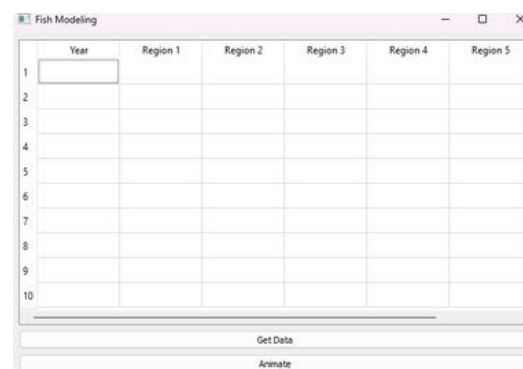 Fish Modeling
Year Region 1 Region 2 Region 3 Region 4 Region 5
1
2
3
4
5
6
7
8
9
10
Get Data
Animate